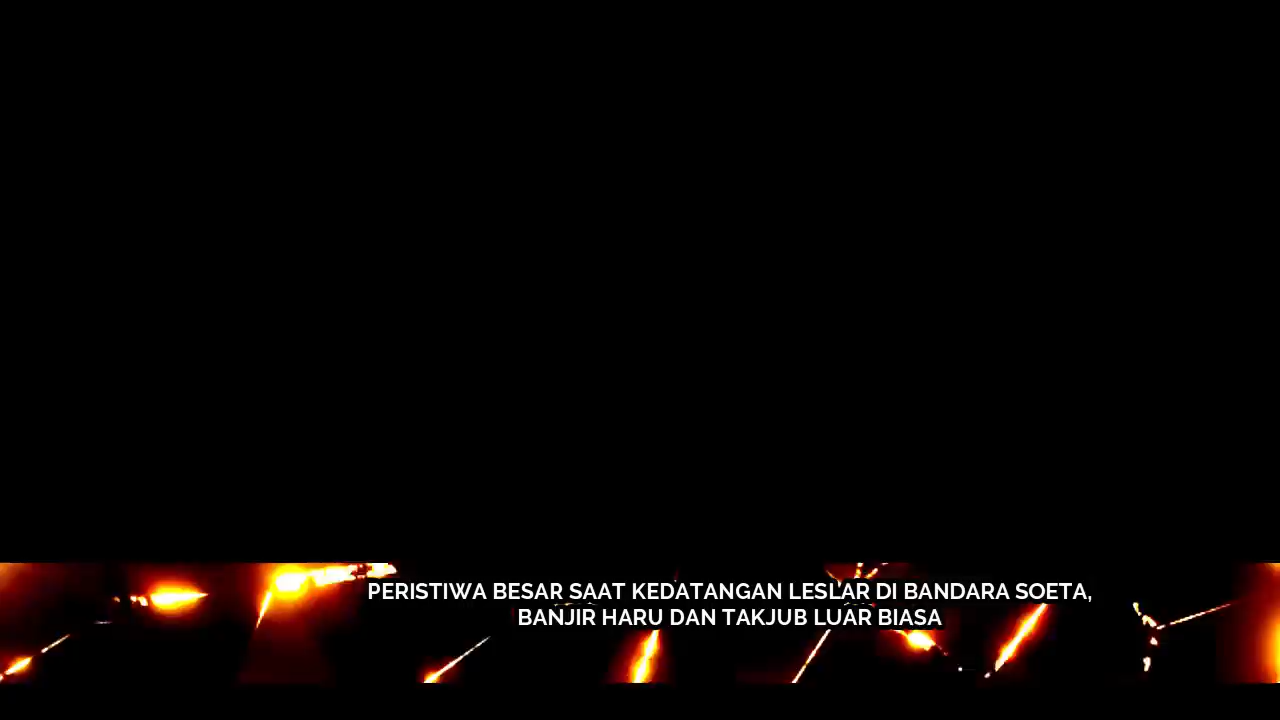 PERISTIWA BESAR SAAT KEDATANGAN LESLAR DI BANDARA SOETA,
BANJIR HARU DAN TAKJUB LUAR BIASA